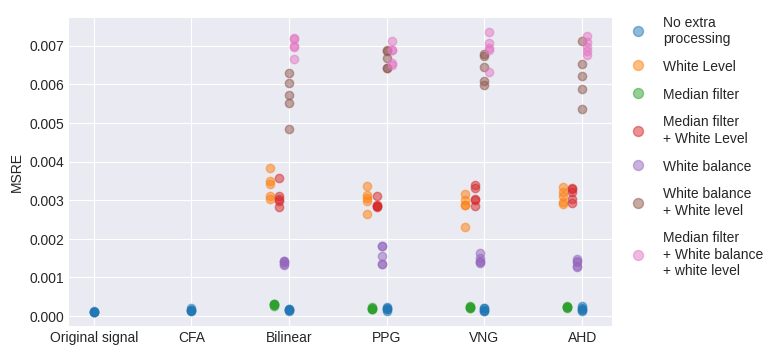 No extra
processing
White Level
Median filter
Median filter
+ White Level
White balance
White balance
+ White level
Median filter
+ White balance
+ white level
MSRE
0.007
0.006
0.005
0.004
0.003
0.002
0.001
0.000
Original signal CFA Bilinear PPG VNG AHD